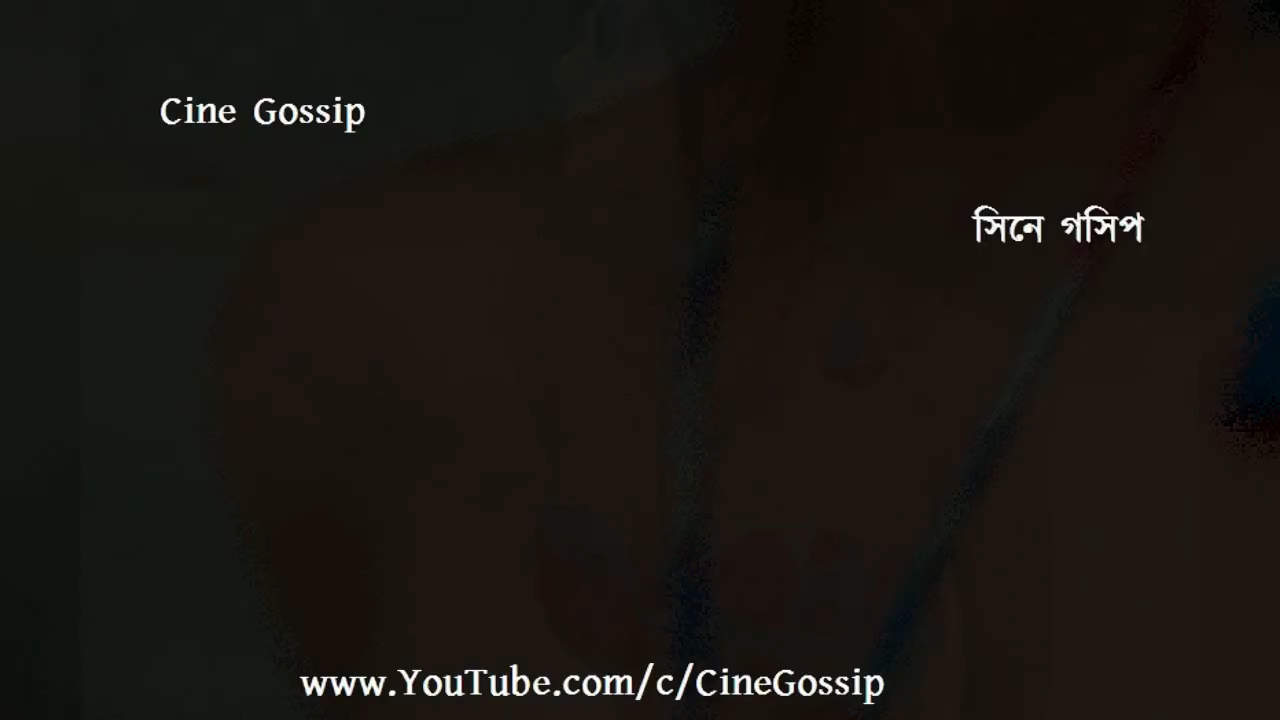 Cine Gossip
সিনে গসিপ
www.YouTube.com/c/CineGossip